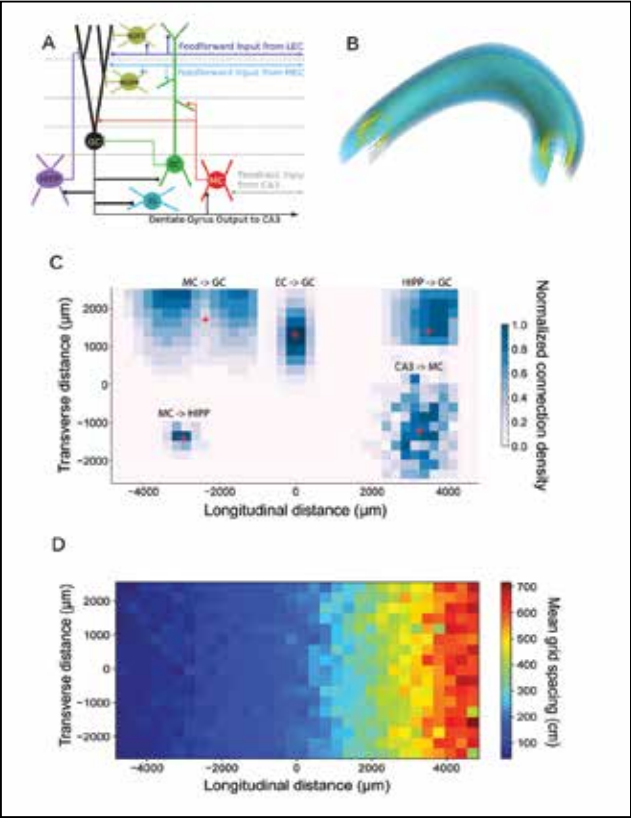 A
B
Feedforward Input from LEC
Feedforward Input from MEC
GC
HIPP
MC
Feedback Input
from CA3
Dentate Gyrus Output to CA3
C
MC -> GC
EC -> GC
HIPP -> GC
CA3 -> MC
MC -> HIPP
2000
1000
0
−1000
−2000
Transverse distance (µm)
−4000
−2000
0
2000
4000
Longitudinal distance (µm)
1.0
0.8
0.6
0.4
0.2
0.0
Normalized connection density
D
2000
1000
0
−1000
−2000
Transverse distance (µm)
−4000
−2000
0
2000
4000
Longitudinal distance (µm)
700
600
500
400
300
200
100
Mean grid spacing (cm)